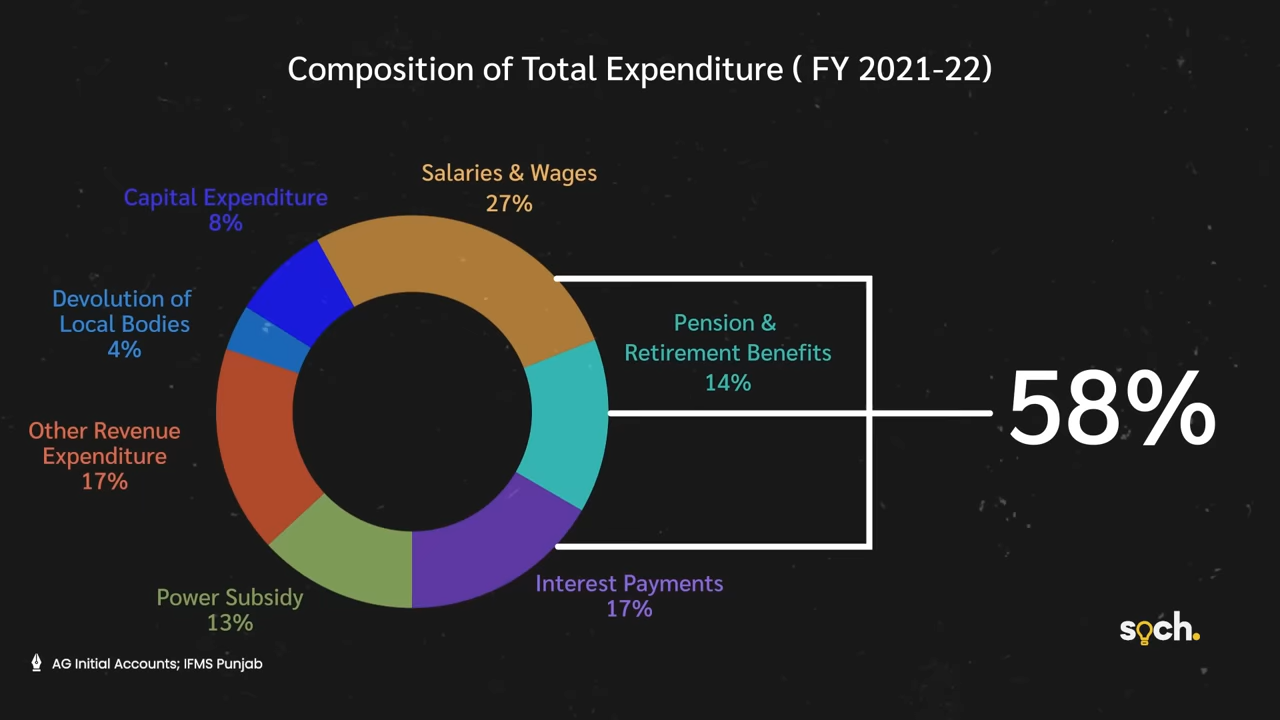 Composition of Total Expenditure ( FY 2021-22)
Salaries & Wages
27%
Capital Expenditure
8%
Devolution of
Local Bodies
4%
Pension &
Retirement Benefits
14%
58%
Other Revenue
Expenditure
17%
Interest Payments
17%
Power Subsidy
13%
soch.
AG Initial Accounts; IFMS Punjab